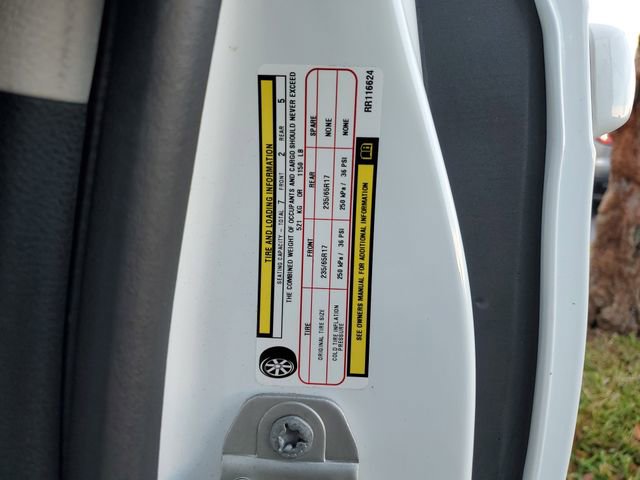 TIRE AND LOADING INFORMATION
SEATING CAPACITY - TOTAL 7 FRONT 2 REAR 5
THE COMBINED WEIGHT OF OCCUPANTS AND CARGO SHOULD NEVER EXCEED
521 KG OR 1150 LB
TIRE FRONT REAR SPARE
ORIGINAL TIRE SIZE 235/65R17 235/65R17 NONE
COLD TIRE INFLATION PRESSURE 250 kPa / 36 PSI 250 kPa / 36 PSI NONE
SEE OWNERS MANUAL FOR ADDITIONAL INFORMATION
RR116624